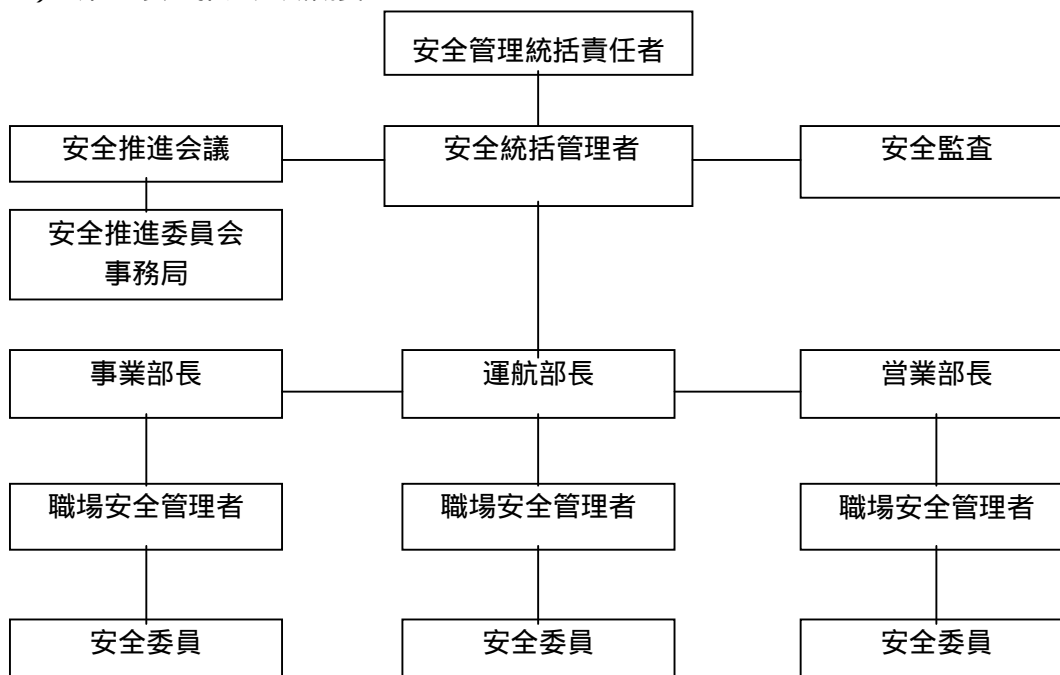 安全管理統括責任者
安全推進会議
安全統括管理者
安全監査
安全推進委員会
事務局
事業部長
運航部長
営業部長
職場安全管理者
職場安全管理者
職場安全管理者
安全委員
安全委員
安全委員